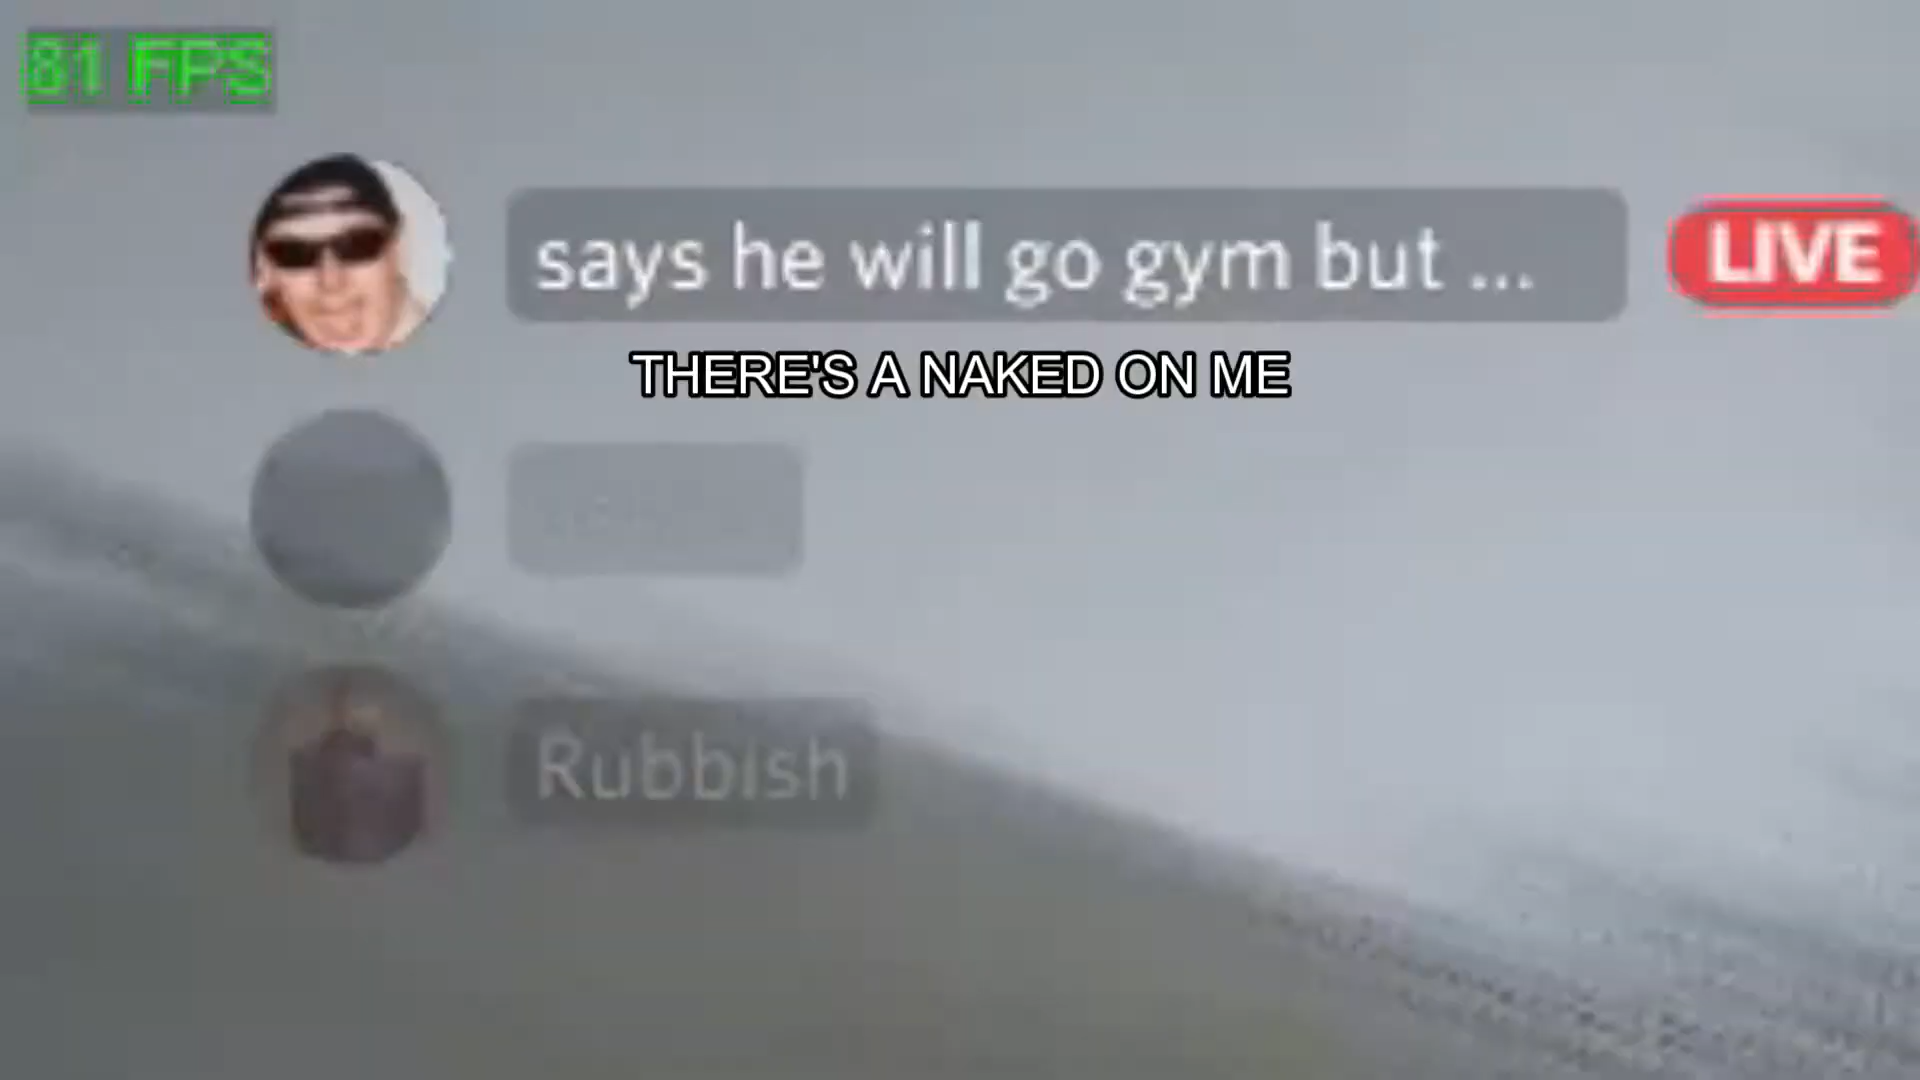 81 FPS
says he will go gym but ... LIVE
THERE'S A NAKED ON ME
Rubbish